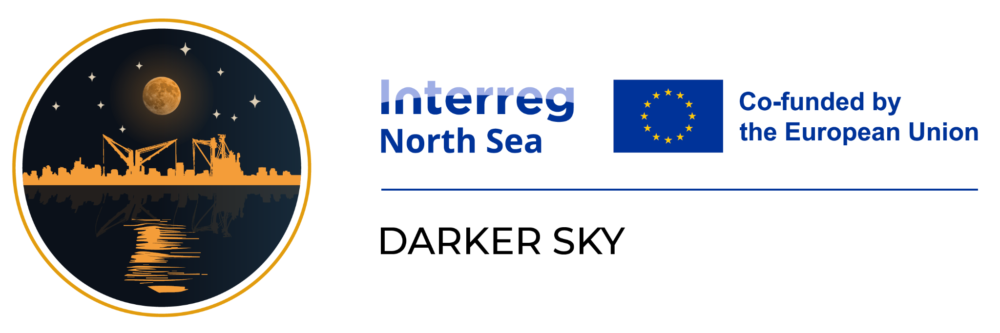 Interreg
North Sea
Co-funded by
the European Union
DARKER SKY